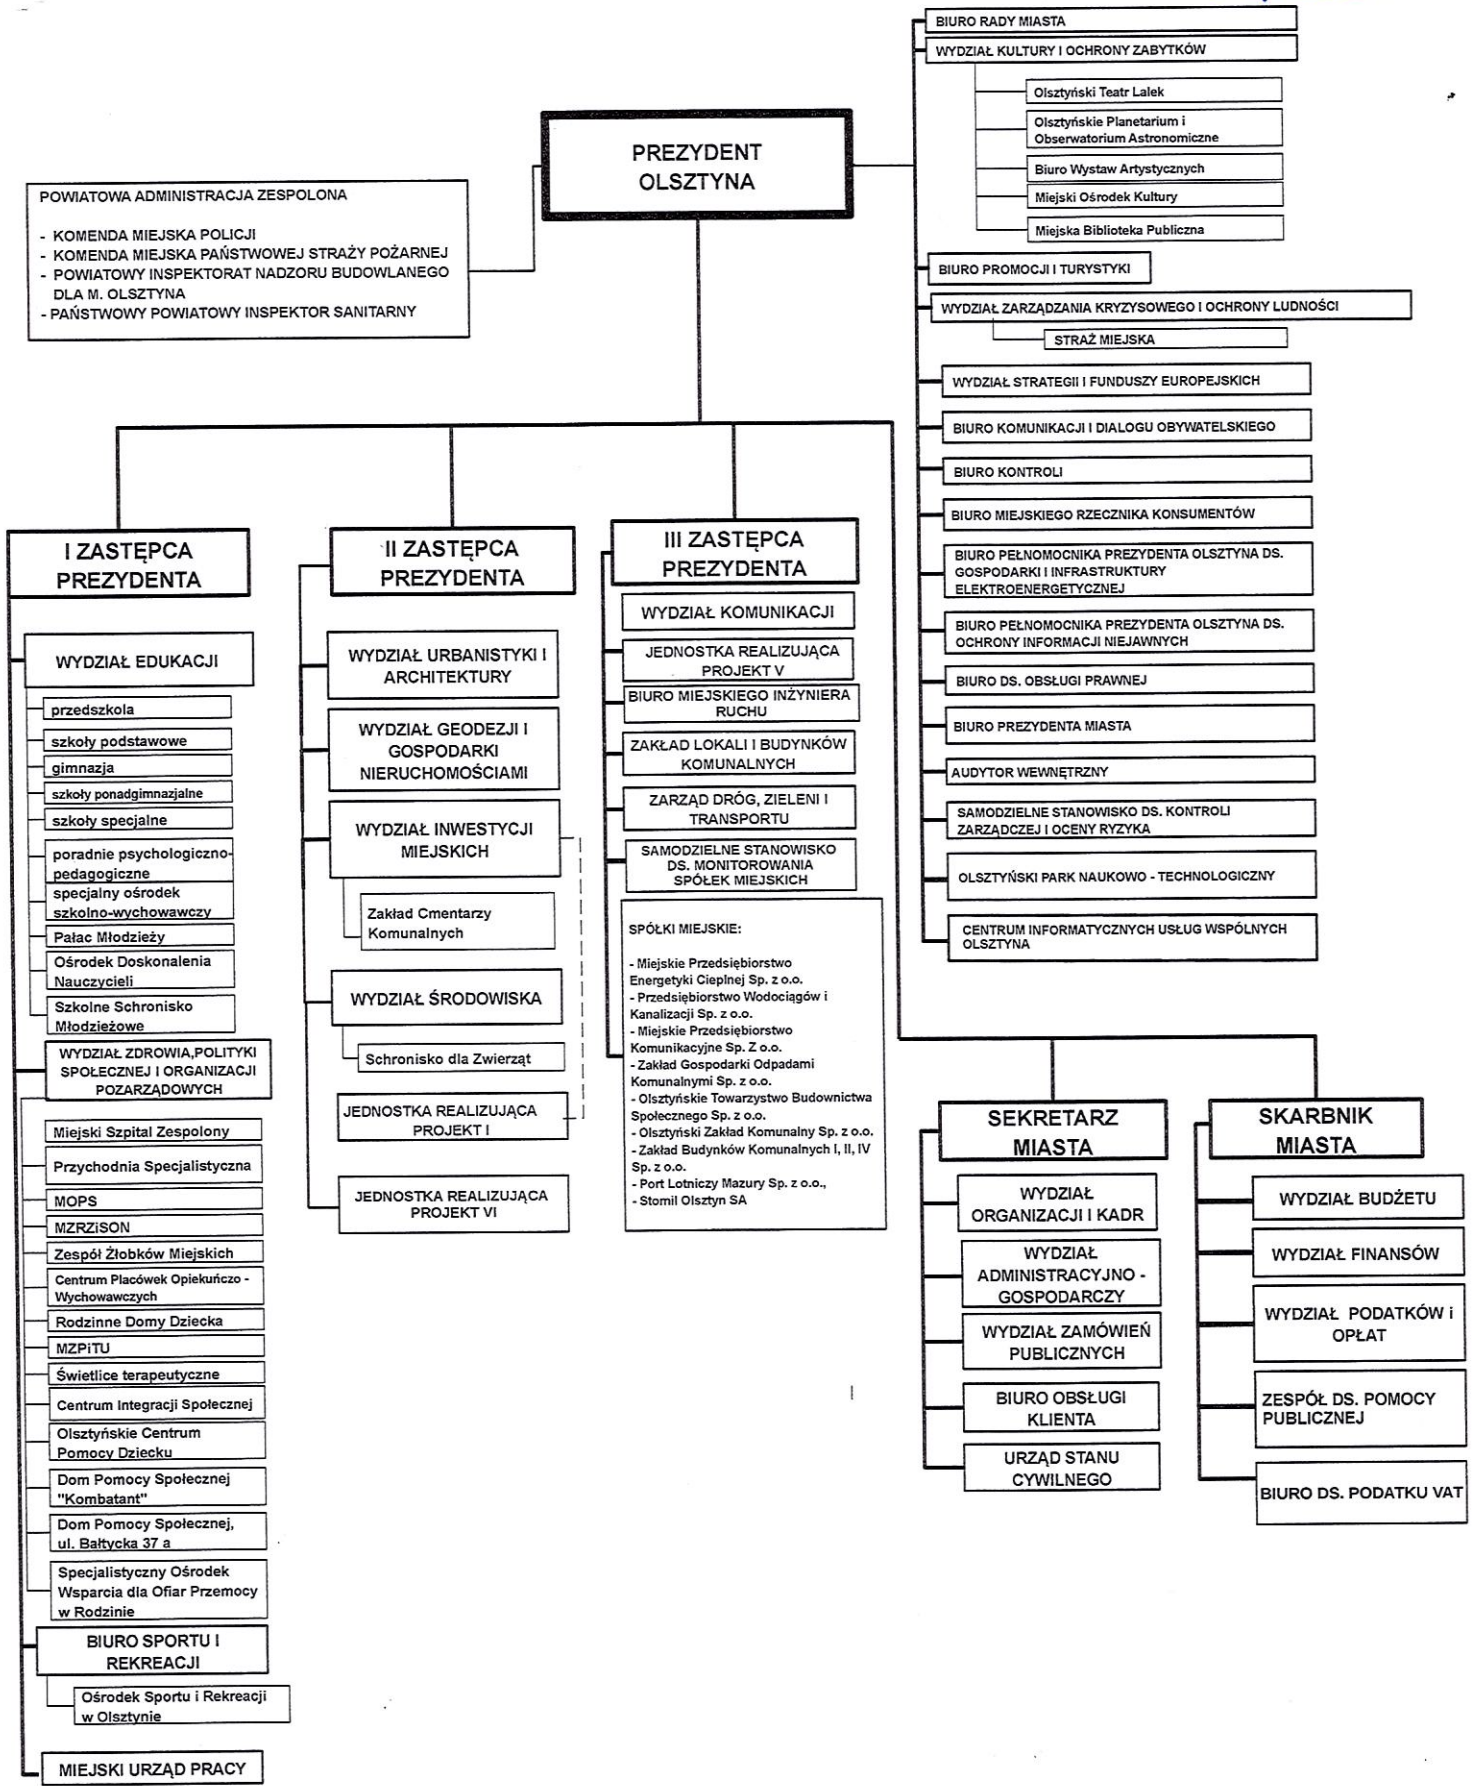 PREZYDENT
OLSZTYNA
POWIATOWA ADMINISTRACJA ZESPOLONA
- KOMENDA MIEJSKA POLICJI
- KOMENDA MIEJSKA PAŃSTWOWEJ STRAŻY POŻARNEJ
- POWIATOWY INSPEKTORAT NADZORU BUDOWLANEGO
DLA M. OLSZTYNA
- PAŃSTWOWY POWIATOWY INSPEKTOR SANITARNY
BIURO RADY MIASTA
WYDZIAŁ KULTURY I OCHRONY ZABYTKÓW
Olsztyński Teatr Lalek
Olsztyńskie Planetarium i
Obserwatorium Astronomiczne
Biuro Wystaw Artystycznych
Miejski Ośrodek Kultury
Miejska Biblioteka Publiczna
BIURO PROMOCJI I TURYSTYKI
WYDZIAŁ ZARZĄDZANIA KRYZYSOWEGO I OCHRONY LUDNOŚCI
STRAŻ MIEJSKA
WYDZIAŁ STRATEGII I FUNDUSZY EUROPEJSKICH
BIURO KOMUNIKACJI I DIALOGU OBYWATELSKIEGO
BIURO KONTROLI
BIURO MIEJSKIEGO RZECZNIKA KONSUMENTÓW
BIURO PEŁNOMOCNIKA PREZYDENTA OLSZTYNA DS.
GOSPODARKI I INFRASTRUKTURY
ELEKTROENERGETYCZNEJ
BIURO PEŁNOMOCNIKA PREZYDENTA OLSZTYNA DS.
OCHRONY INFORMACJI NIEJAWNYCH
BIURO DS. OBSŁUGI PRAWNEJ
BIURO PREZYDENTA MIASTA
AUDYTOR WEWNĘTRZNY
SAMODZIELNE STANOWISKO DS. KONTROLI
ZARZĄDCZEJ I OCENY RYZYKA
OLSZTYŃSKI PARK NAUKOWO - TECHNOLOGICZNY
CENTRUM INFORMATYCZNYCH USŁUG WSPÓLNYCH
OLSZTYNA
I ZASTĘPCA
PREZYDENTA
WYDZIAŁ EDUKACJI
przedszkola
szkoły podstawowe
gimnazja
szkoły ponadgimnazjalne
szkoły specjalne
poradnie psychologiczno-
pedagogiczne
specjalny ośrodek
szkolno-wychowawczy
Pałac Młodzieży
Ośrodek Doskonalenia
Nauczycieli
Szkolne Schronisko
Młodzieżowe
WYDZIAŁ ZDROWIA,POLITYKI
SPOŁECZNEJ I ORGANIZACJI
POZARZĄDOWYCH
Miejski Szpital Zespolony
Przychodnia Specjalistyczna
MOPS
MZRZiSON
Zespół Żłobków Miejskich
Centrum Placówek Opiekuńczo -
Wychowawczych
Rodzinne Domy Dziecka
MZPiTU
Świetlice terapeutyczne
Centrum Integracji Społecznej
Olsztyńskie Centrum
Pomocy Dziecku
Dom Pomocy Społecznej
"Kombatant"
Dom Pomocy Społecznej,
ul. Bałtycka 37 a
Specjalistyczny Ośrodek
Wsparcia dla Ofiar Przemocy
w Rodzinie
BIURO SPORTU I
REKREACJI
Ośrodek Sportu i Rekreacji
w Olsztynie
MIEJSKI URZĄD PRACY
II ZASTĘPCA
PREZYDENTA
WYDZIAŁ URBANISTYKI I
ARCHITEKTURY
WYDZIAŁ GEODEZJI I
GOSPODARKI
NIERUCHOMOŚCIAMI
WYDZIAŁ INWESTYCJI
MIEJSKICH
Zakład Cmentarzy
Komunalnych
WYDZIAŁ ŚRODOWISKA
Schronisko dla Zwierząt
JEDNOSTKA REALIZUJĄCA
PROJEKT I
JEDNOSTKA REALIZUJĄCA
PROJEKT VI
III ZASTĘPCA
PREZYDENTA
WYDZIAŁ KOMUNIKACJI
JEDNOSTKA REALIZUJĄCA
PROJEKT V
BIURO MIEJSKIEGO INŻYNIERA
RUCHU
ZAKŁAD LOKALI I BUDYNKÓW
KOMUNALNYCH
ZARZĄD DRÓG, ZIELENI I
TRANSPORTU
SAMODZIELNE STANOWISKO
DS. MONITOROWANIA
SPÓŁEK MIEJSKICH
SPÓŁKI MIEJSKIE:
- Miejskie Przedsiębiorstwo
Energetyki Cieplnej Sp. z o.o.
- Przedsiębiorstwo Wodociągów i
Kanalizacji Sp. z o.o.
- Miejskie Przedsiębiorstwo
Komunikacyjne Sp. Z o.o.
- Zakład Gospodarki Odpadami
Komunalnymi Sp. z o.o.
- Olsztyńskie Towarzystwo Budownictwa
Społecznego Sp. z o.o.
- Olsztyński Zakład Komunalny Sp. z o.o.
- Zakład Budynków Komunalnych I, II, IV
Sp. z o.o.
- Port Lotniczy Mazury Sp. z o.o.,
- Stomil Olsztyn SA
SEKRETARZ
MIASTA
WYDZIAŁ
ORGANIZACJI I KADR
WYDZIAŁ
ADMINISTRACYJNO -
GOSPODARCZY
WYDZIAŁ ZAMÓWIEŃ
PUBLICZNYCH
BIURO OBSŁUGI
KLIENTA
URZĄD STANU
CYWILNEGO
SKARBNIK
MIASTA
WYDZIAŁ BUDŻETU
WYDZIAŁ FINANSÓW
WYDZIAŁ PODATKÓW i
OPŁAT
ZESPÓŁ DS. POMOCY
PUBLICZNEJ
BIURO DS. PODATKU VAT